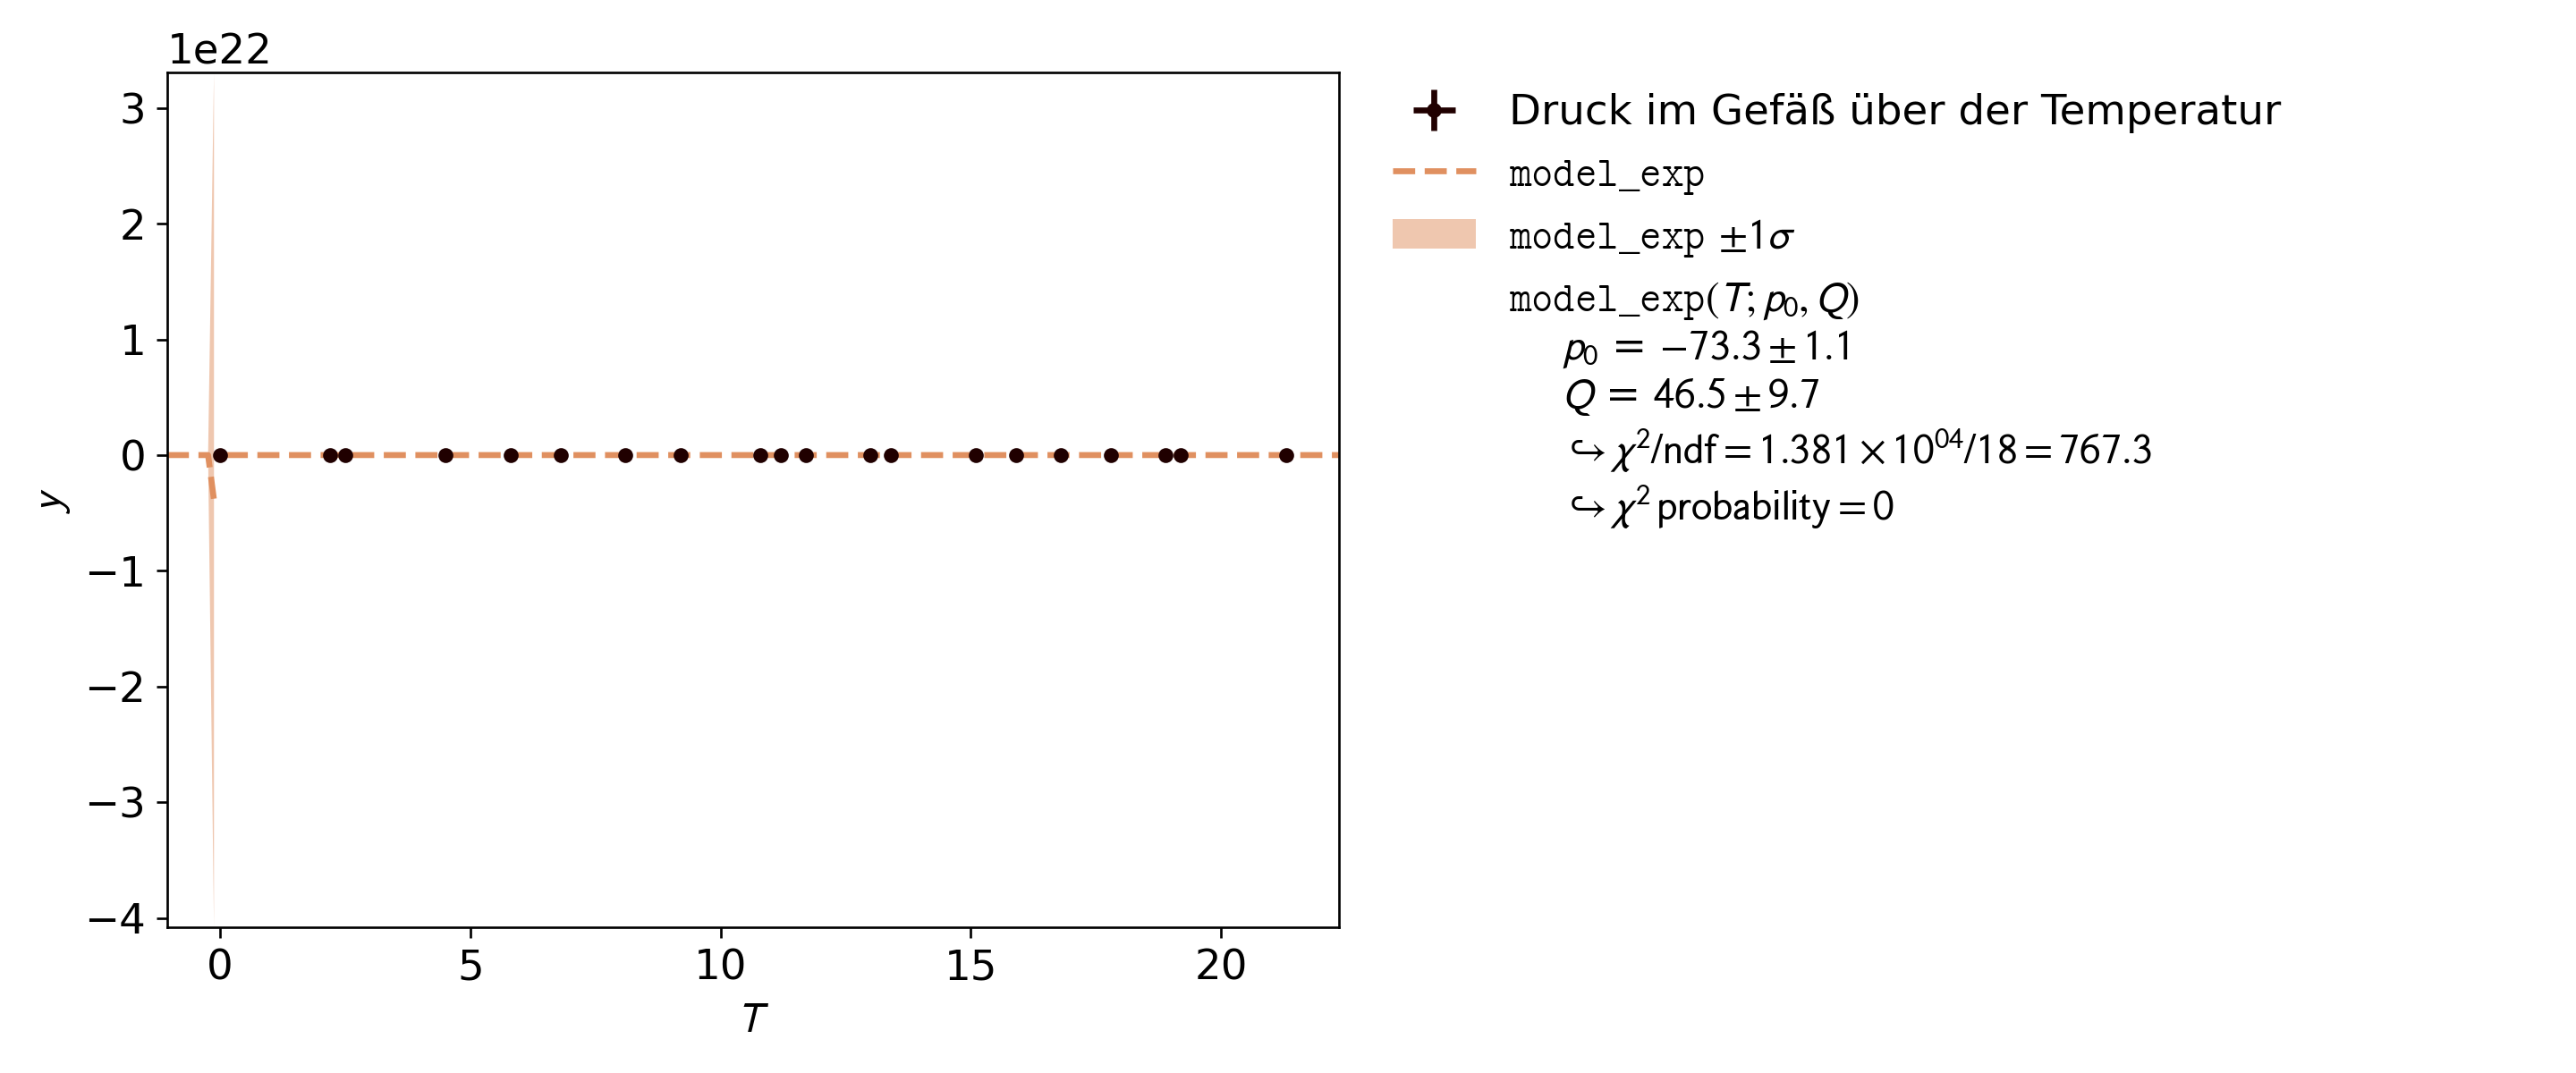 1e22
3
2
1
0
−1
−2
−3
−4
y
0 5 10 15 20
T
Druck im Gefäß über der Temperatur
model_exp
model_exp ±1σ
model_exp(T; p₀, Q)
p₀ = −73.3 ± 1.1
Q = 46.5 ± 9.7
↪ χ²/ndf = 1.381 × 10⁰⁴/18 = 767.3
↪ χ² probability = 0